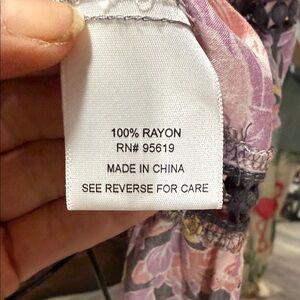 100% RAYON
RN# 95619
MADE IN CHINA
SEE REVERSE FOR CARE